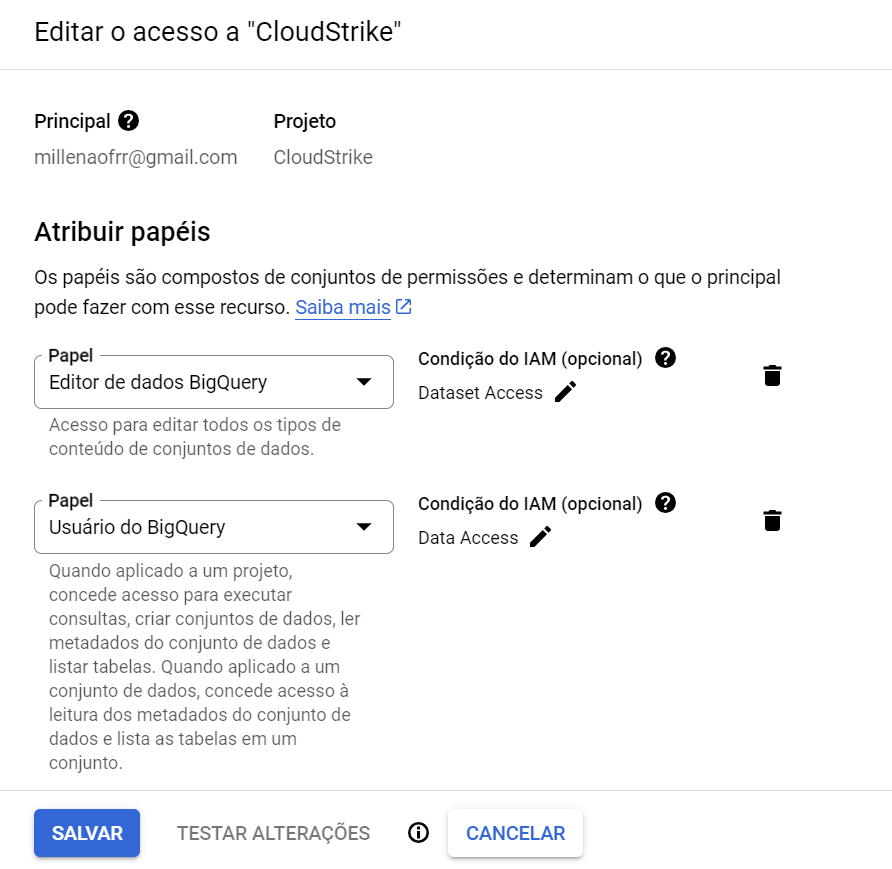 Editar o acesso a "CloudStrike"
Principal
Projeto
millenaofrr@gmail.com
CloudStrike
Atribuir papéis
Os papéis são compostos de conjuntos de permissões e determinam o que o principal
pode fazer com esse recurso. Saiba mais
Papel
Editor de dados BigQuery
Acesso para editar todos os tipos de
conteúdo de conjuntos de dados.
Condição do IAM (opcional)
Dataset Access
Papel
Usuário do BigQuery
Quando aplicado a um projeto,
concede acesso para executar
consultas, criar conjuntos de dados, ler
metadados do conjunto de dados e
listar tabelas. Quando aplicado a um
conjunto de dados, concede acesso à
leitura dos metadados do conjunto de
dados e lista as tabelas em um
conjunto.
Condição do IAM (opcional)
Data Access
SALVAR
TESTAR ALTERAÇÕES
CANCELAR